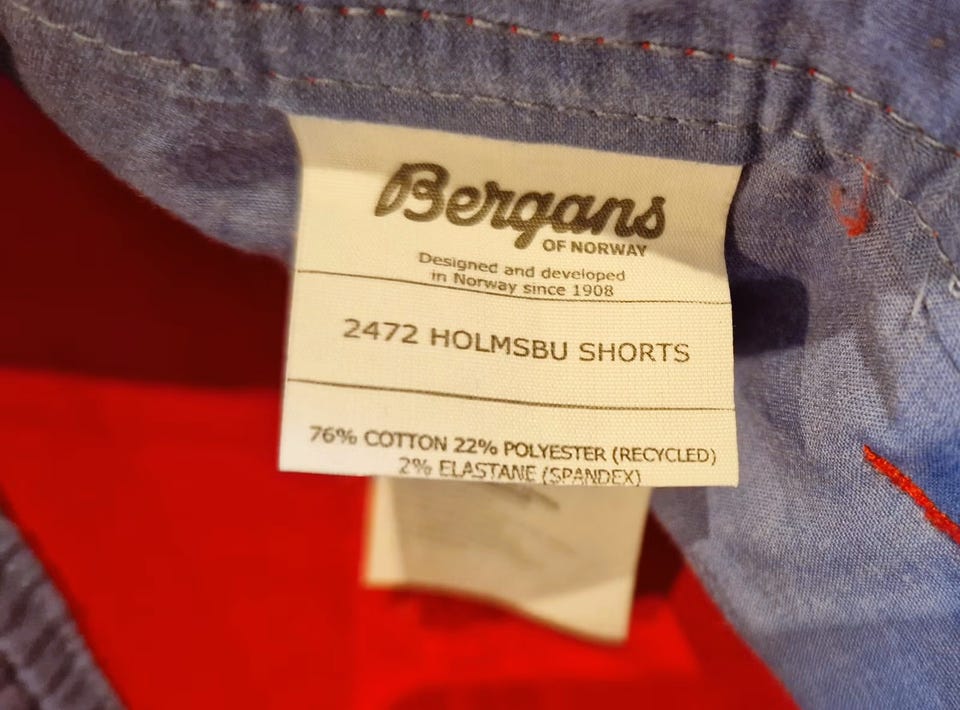 Bergans
OF NORWAY
Designed and developed
in Norway since 1908
2472 HOLMSBU SHORTS
76% COTTON 22% POLYESTER (RECYCLED)
2% ELASTANE (SPANDEX)